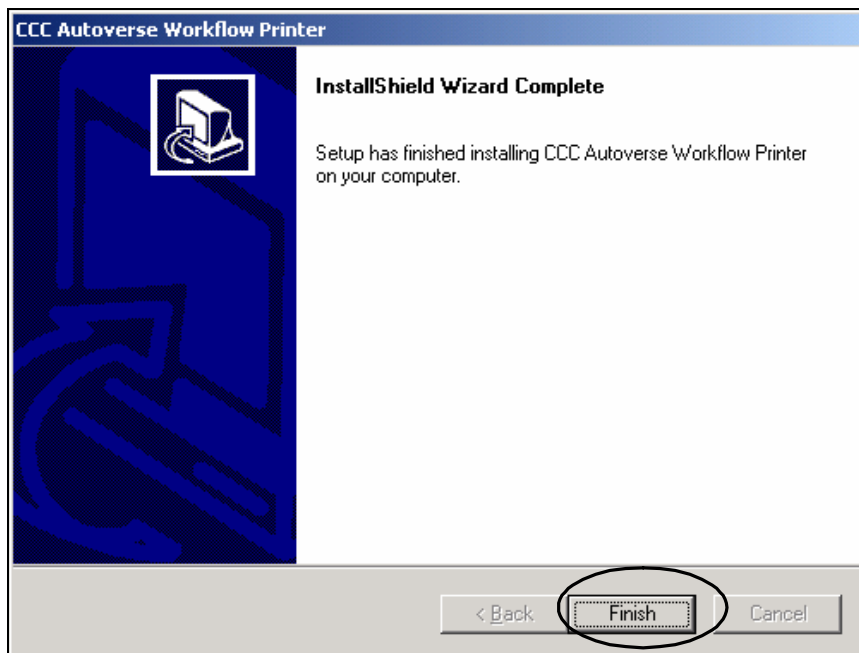 CCC Autoverse Workflow Printer
InstallShield Wizard Complete
Setup has finished installing CCC Autoverse Workflow Printer
on your computer.
< Back
Finish
Cancel